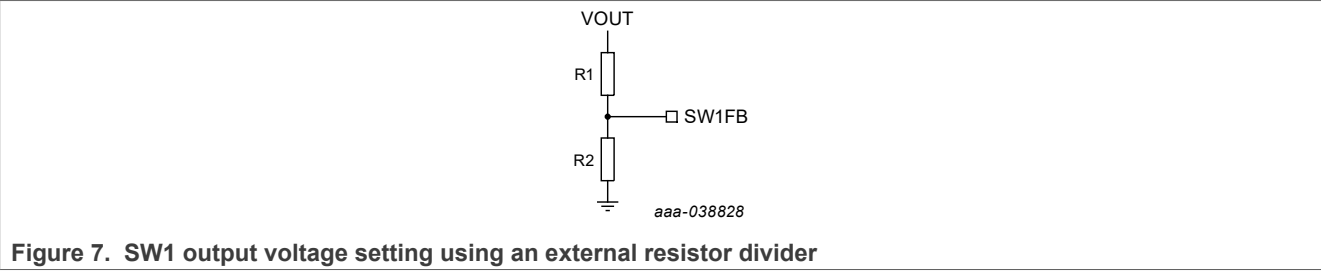 VOUT
R1
SW1FB
R2
aaa-038828
Figure 7. SW1 output voltage setting using an external resistor divider